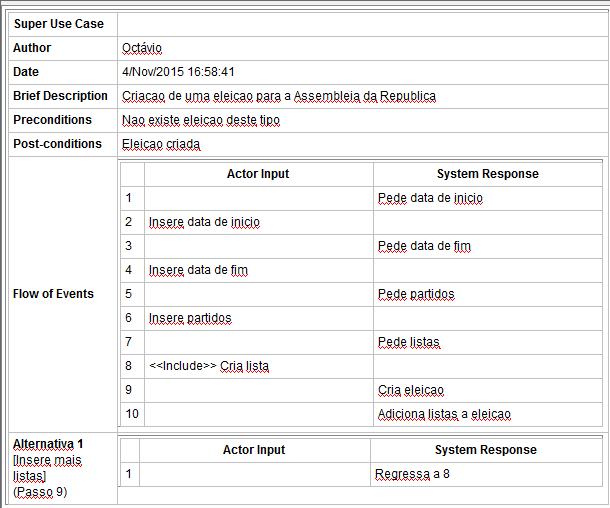 Super Use Case
Author Octávio
Date 4/Nov/2015 16:58:41
Brief Description Criacao de uma eleicao para a Assembleia da Republica
Preconditions Nao existe eleicao deste tipo
Post-conditions Eleicao criada
Flow of Events
Actor Input System Response
1 Pede data de inicio
2 Insere data de inicio
3 Pede data de fim
4 Insere data de fim
5 Pede partidos
6 Insere partidos
7 Pede listas
8 <<Include>> Cria lista
9 Cria eleicao
10 Adiciona listas a eleicao
Alternativa 1
[Insere mais
listas]
(Passo 9)
Actor Input System Response
1 Regressa a 8